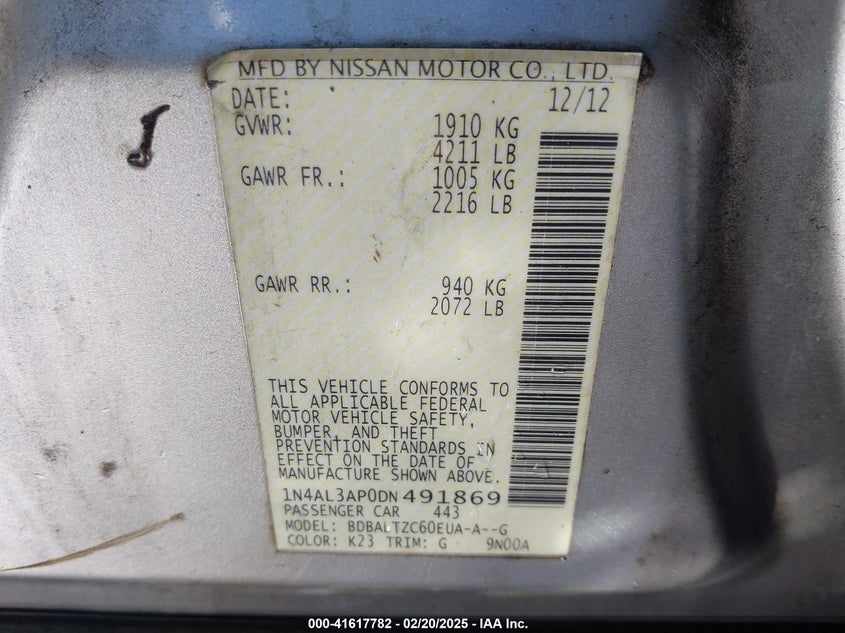 MFD BY NISSAN MOTOR CO., LTD.
DATE: 12/12
GVWR: 1910 KG
4211 LB
GAWR FR.: 1005 KG
2216 LB
GAWR RR.: 940 KG
2072 LB
THIS VEHICLE CONFORMS TO
ALL APPLICABLE FEDERAL
MOTOR VEHICLE SAFETY,
BUMPER, AND THEFT
PREVENTION STANDARDS IN
EFFECT ON THE DATE OF
MANUFACTURE SHOWN ABOVE.
1N4AL3AP0DN491869
PASSENGER CAR 443
MODEL: BDBALTZC60EUA-A--G
COLOR: K23 TRIM: G 9N00A
000-41617782 - 02/20/2025 - IAA Inc.